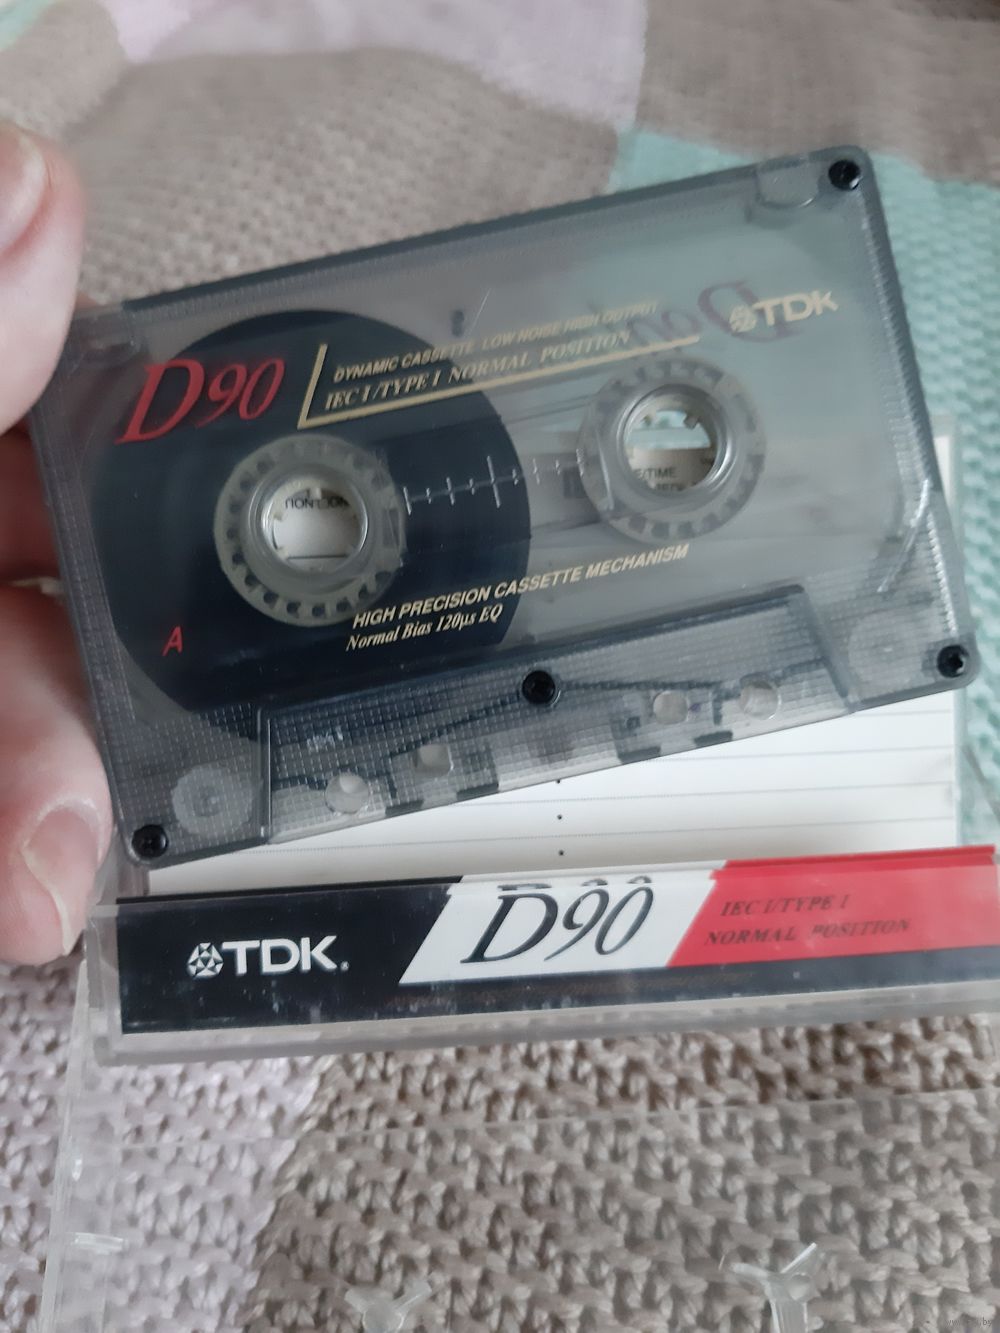 D90
DYNAMIC CASSETTE LOW NOISE HIGH OUTPUT
IEC I/TYPE I NORMAL POSITION
TDK
/TIME
HIGH PRECISION CASSETTE MECHANISM
Normal Bias 120μs EQ
A
TDK.
D90
IEC I/TYPE I
NORMAL POSITION